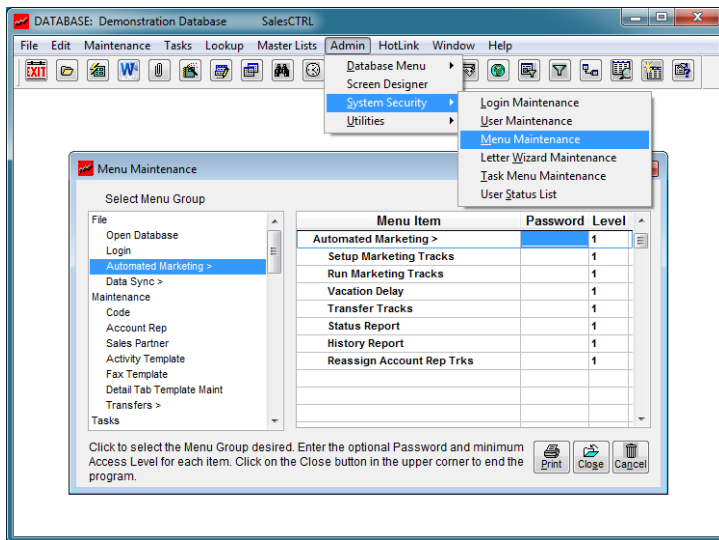 DATABASE: Demonstration Database SalesCTRL
File Edit Maintenance Tasks Lookup Master Lists Admin HotLink Window Help
EXIT W
Database Menu
Screen Designer
System Security
Utilities
Login Maintenance
User Maintenance
Menu Maintenance
Letter Wizard Maintenance
Task Menu Maintenance
User Status List
Menu Maintenance
Select Menu Group
File
Open Database
Login
Automated Marketing >
Data Sync >
Maintenance
Code
Account Rep
Sales Partner
Activity Template
Fax Template
Detail Tab Template Maint
Transfers >
Tasks
Menu Item Password Level
Automated Marketing > 1
Setup Marketing Tracks 1
Run Marketing Tracks 1
Vacation Delay 1
Transfer Tracks 1
Status Report 1
History Report 1
Reassign Account Rep Trks 1
Click to select the Menu Group desired. Enter the optional Password and minimum
Access Level for each item. Click on the Close button in the upper corner to end the
program.
Print Close Cancel